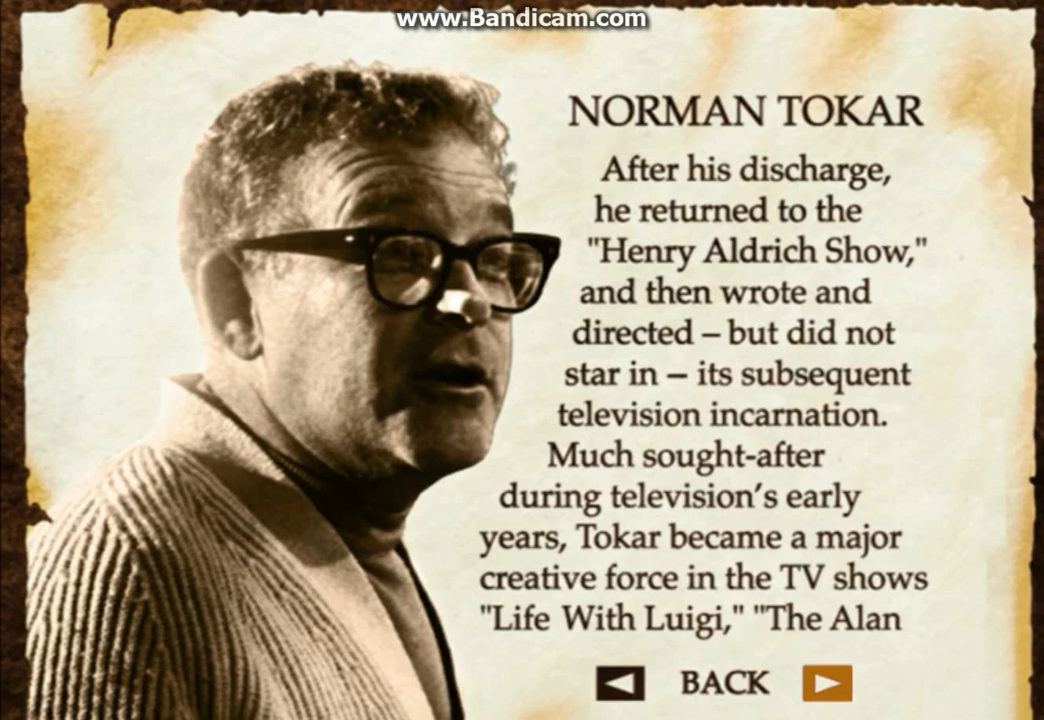 www.Bandicam.com
NORMAN TOKAR
After his discharge,
he returned to the
"Henry Aldrich Show,"
and then wrote and
directed – but did not
star in – its subsequent
television incarnation.
Much sought-after
during television's early
years, Tokar became a major
creative force in the TV shows
"Life With Luigi," "The Alan
BACK